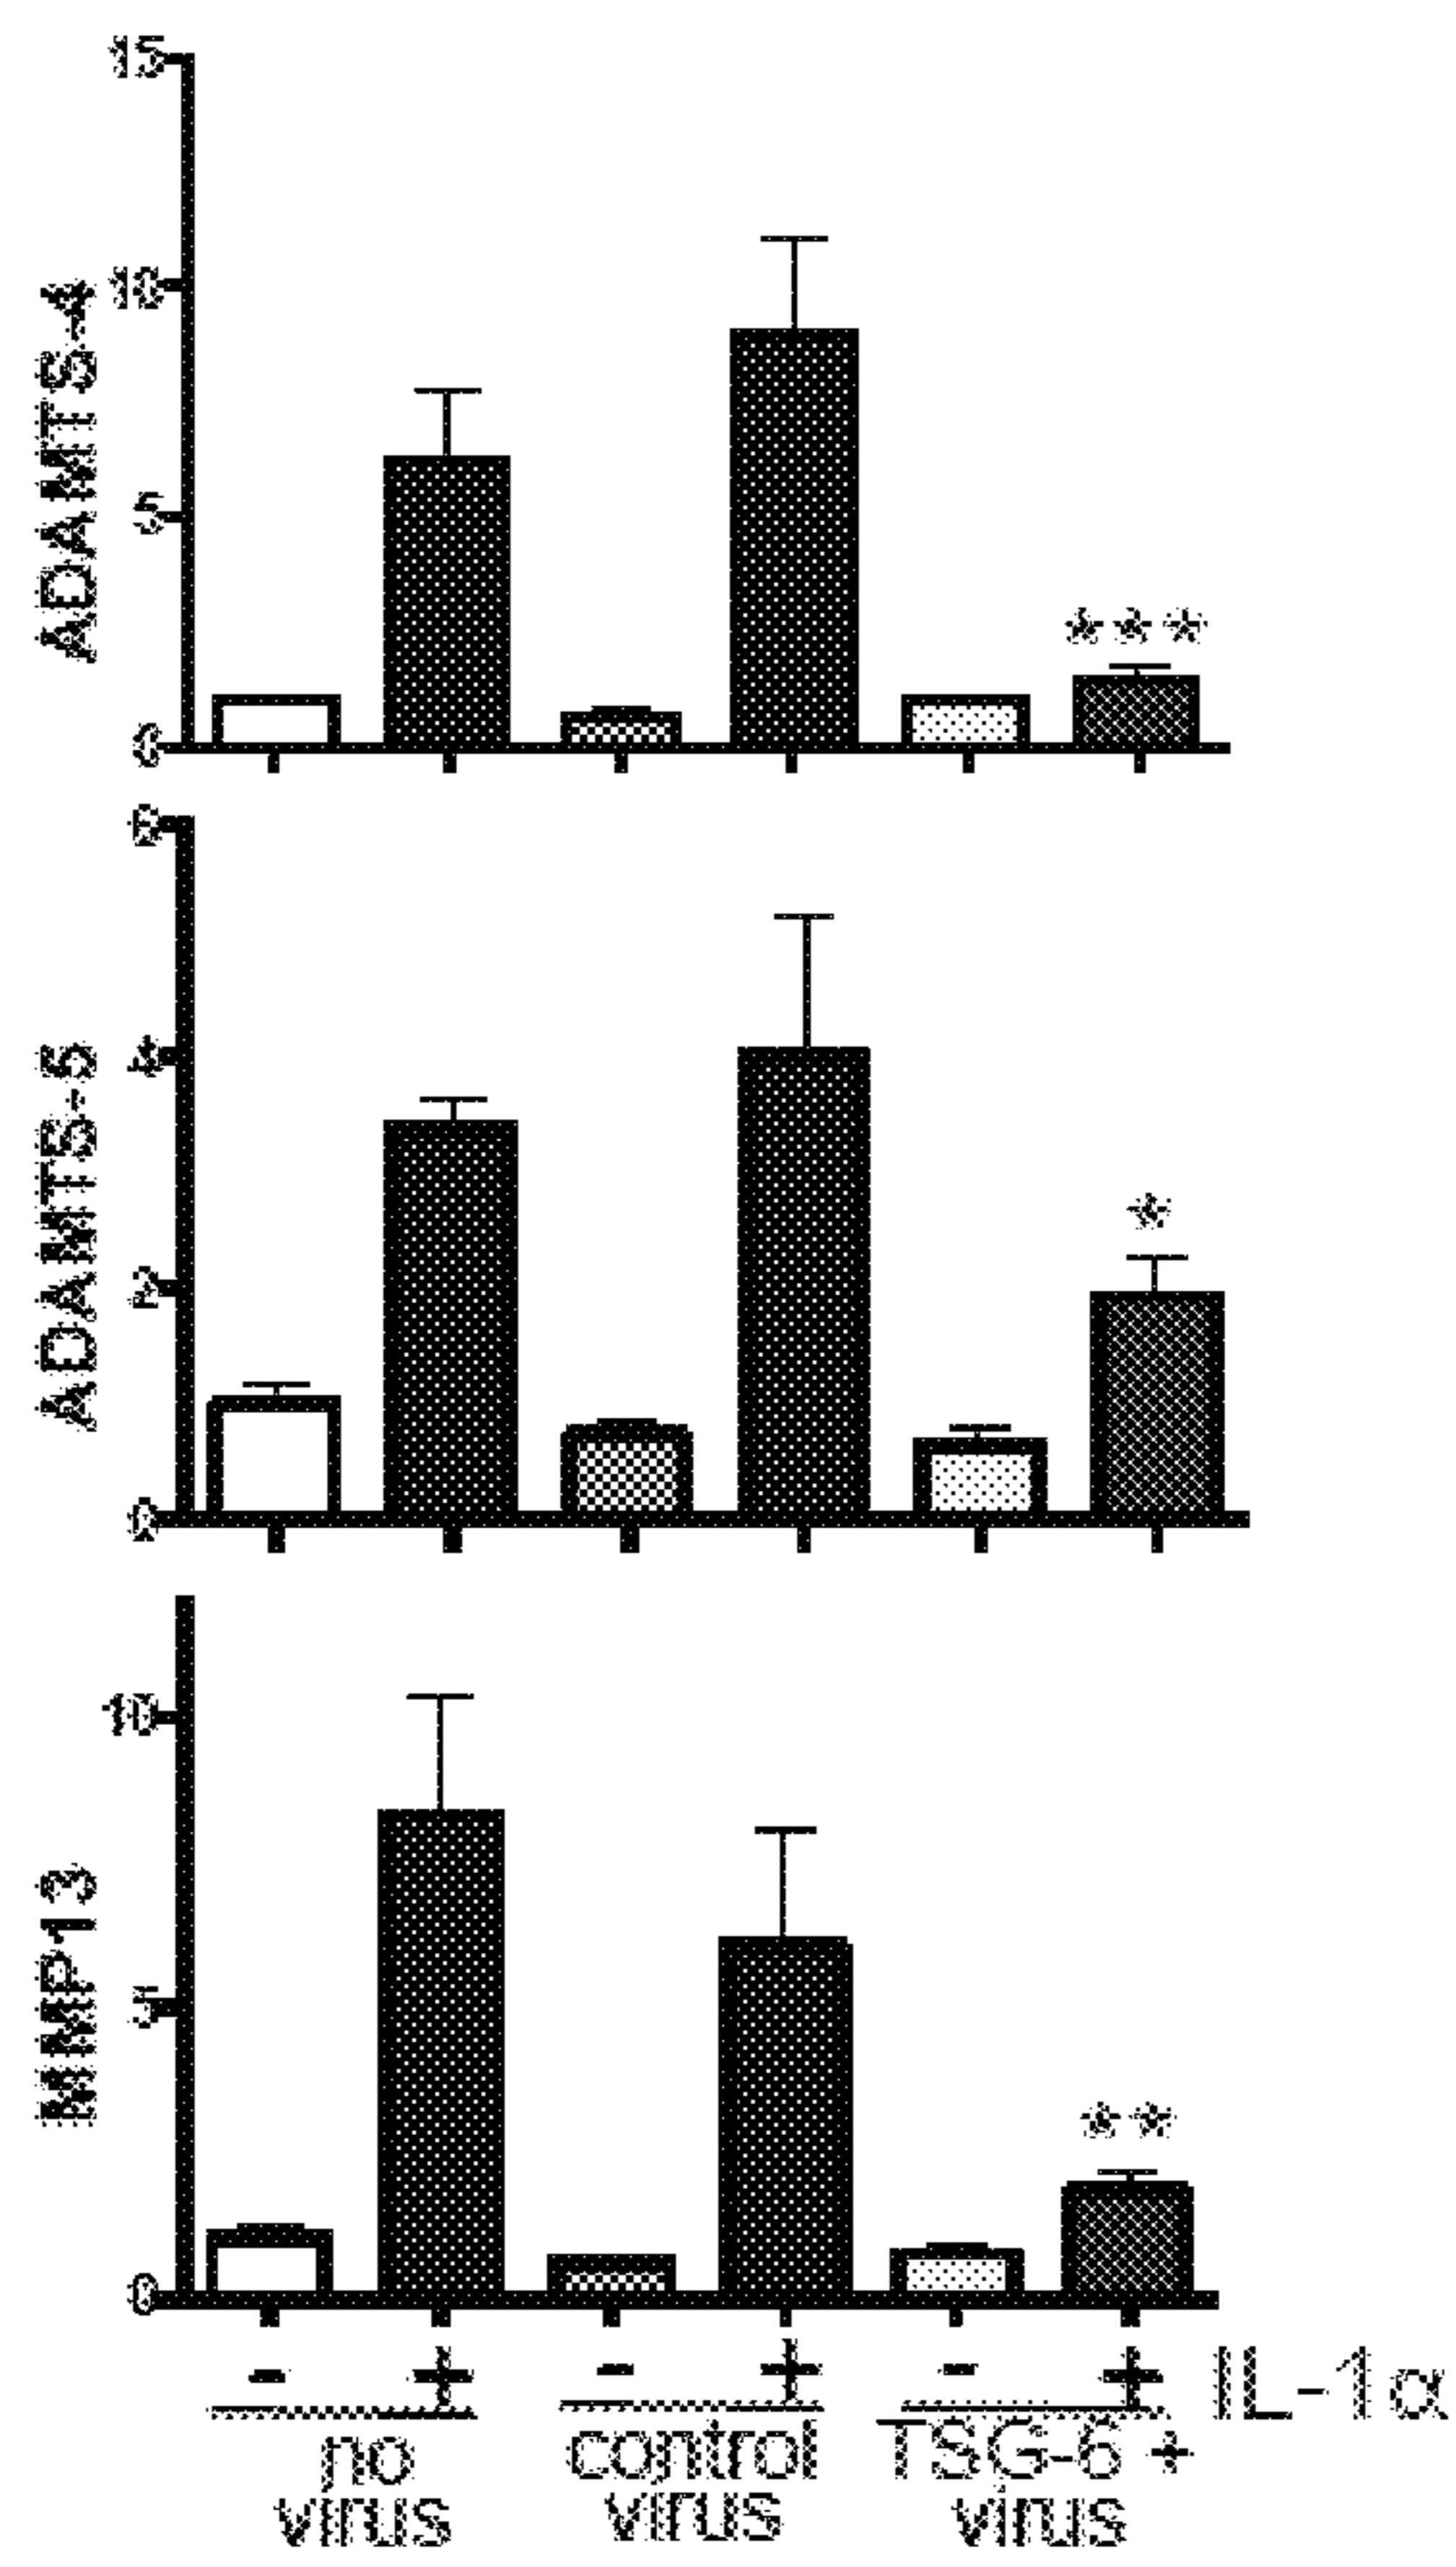 15
10
5
0
ADAMTS-4
***
6
4
2
0
ADAMTS-5
*
10
5
0
MMP13
**
- + - + - + IL-1α
no control TSG-6 +
virus virus virus